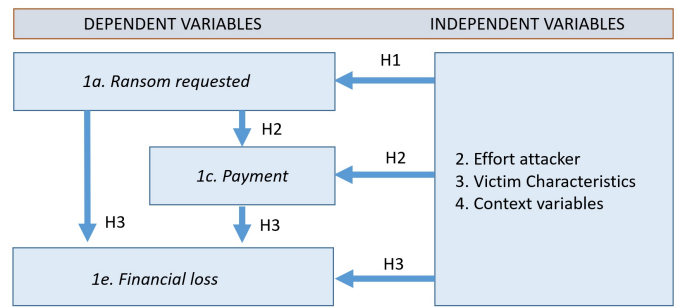 DEPENDENT VARIABLES INDEPENDENT VARIABLES
1a. Ransom requested
H1
H2
1c. Payment
H2
2. Effort attacker
3. Victim Characteristics
4. Context variables
H3
H3
H3
1e. Financial loss